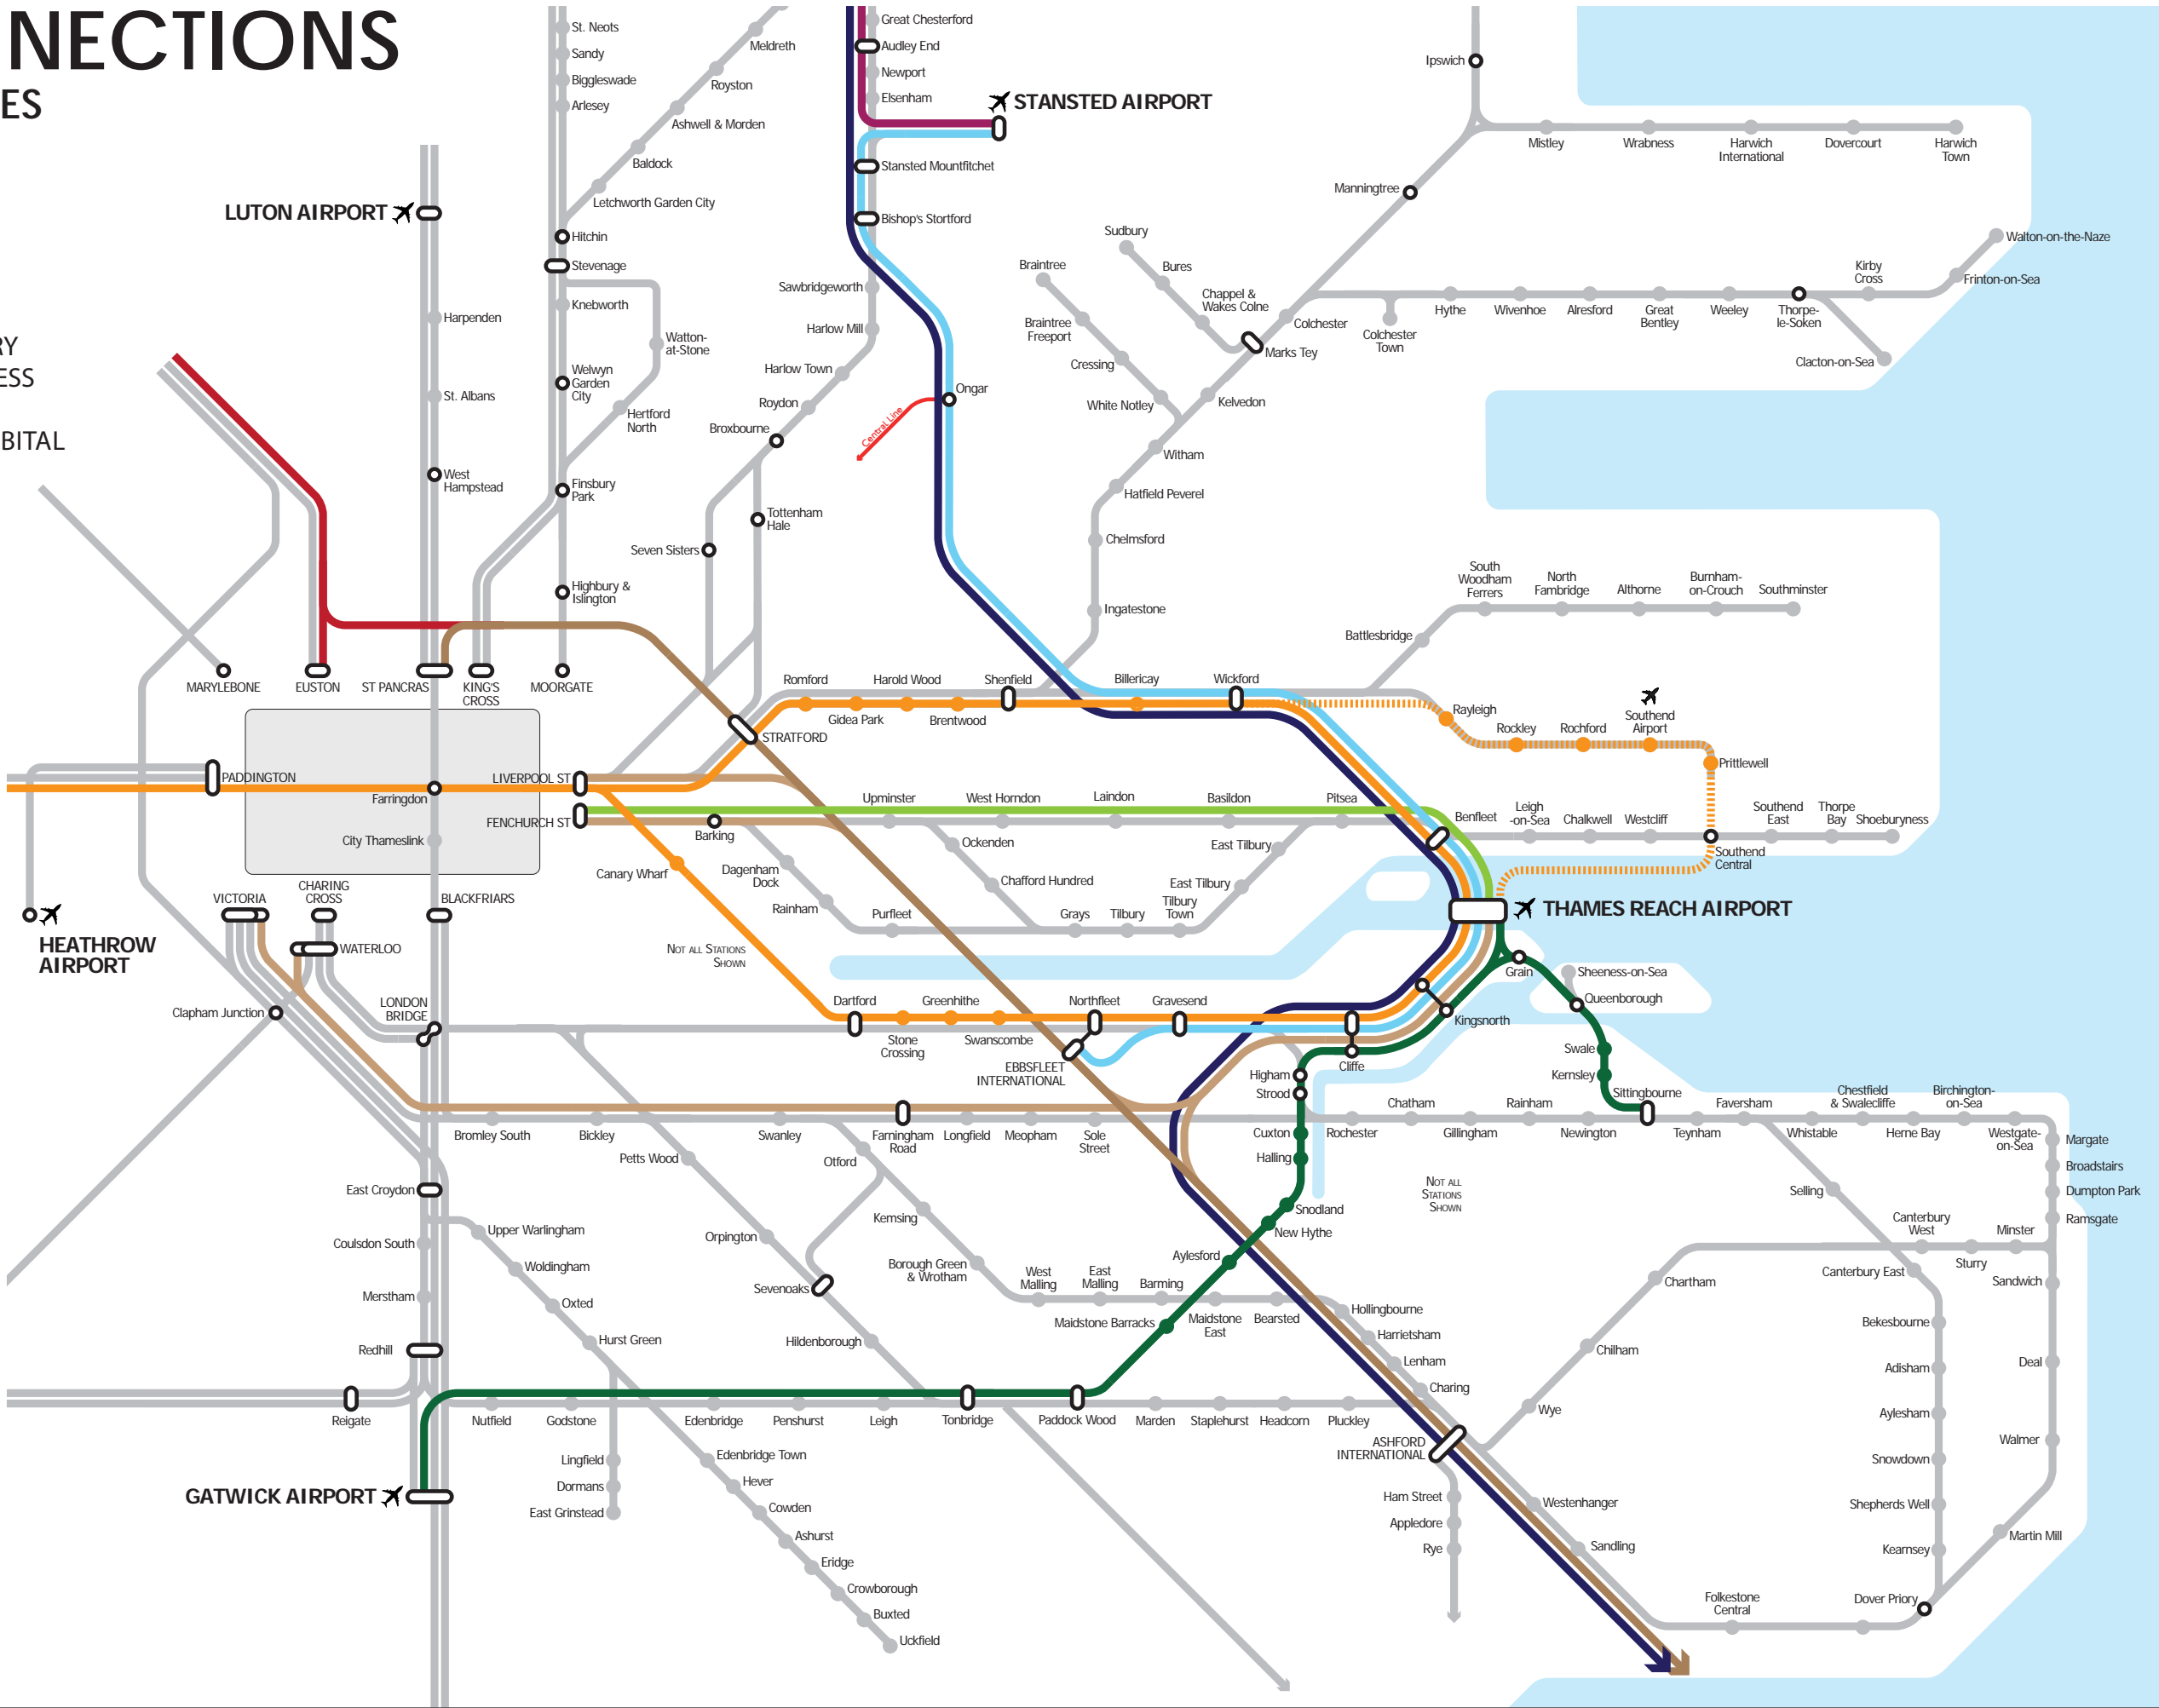 NECTIONS
ES
RY
ESS
BITAL
St. Neots
Sandy
Biggleswade
Arlesey
Meldreth
Royston
Ashwell & Morden
Baldock
Letchworth Garden City
Great Chesterford
Audley End
Newport
Elsenham
STANSTED AIRPORT
Stansted Mountfitchet
Bishop's Stortford
Ipswich
Mistley
Wrabness
Harwich
International
Dovercourt
Harwich
Town
Manningtree
LUTON AIRPORT
Hitchin
Stevenage
Knebworth
Watton-
at-Stone
Welwyn
Garden
City
Hertford
North
Finsbury
Park
Highbury &
Islington
Harpenden
St. Albans
West
Hampstead
Sawbridgeworth
Harlow Mill
Harlow Town
Roydon
Broxbourne
Tottenham
Hale
Seven Sisters
Ongar
Central Line
Sudbury
Bures
Chappel &
Wakes Colne
Braintree
Braintree
Freeport
Cressing
White Notley
Marks Tey
Colchester
Colchester
Town
Hythe
Wivenhoe
Alresford
Great
Bentley
Weeley
Thorpe-
le-Soken
Kirby
Cross
Frinton-on-Sea
Walton-on-the-Naze
Clacton-on-Sea
Kelvedon
Witham
Hatfield Peverel
Chelmsford
Ingatestone
South
Woodham
Ferrers
North
Fambridge
Althorne
Burnham-
on-Crouch
Southminster
Battlesbridge
MARYLEBONE
EUSTON
ST PANCRAS
KING'S
CROSS
MOORGATE
Romford
Gidea Park
Harold Wood
Brentwood
Shenfield
Billericay
Wickford
Rayleigh
Rockley
Rochford
Southend
Airport
Prittlewell
STRATFORD
PADDINGTON
Farringdon
LIVERPOOL ST
FENCHURCH ST
City Thameslink
Barking
Canary Wharf
Upminster
West Horndon
Laindon
Basildon
Pitsea
Benfleet
Leigh
-on-Sea
Chalkwell
Westcliff
Southend
Central
Southend
East
Thorpe
Bay
Shoeburyness
Ockenden
Chafford Hundred
East Tilbury
East Tilbury
Tilbury
Town
Dagenham
Dock
Rainham
Purfleet
Grays
Tilbury
VICTORIA
CHARING
CROSS
BLACKFRIARS
WATERLOO
HEATHROW
AIRPORT
Not all Stations
Shown
THAMES REACH AIRPORT
Grain
Sheeness-on-Sea
Queenborough
Clapham Junction
LONDON
BRIDGE
Dartford
Stone
Crossing
Greenhithe
Swanscombe
Northfleet
Gravesend
EBBSFLEET
INTERNATIONAL
Cliffe
Kingsnorth
Higham
Strood
Swale
Kernsley
Sittingbourne
Bromley South
Bickley
Swanley
Farningham
Road
Longfield
Meopham
Sole
Street
Cuxton
Halling
Rochester
Chatham
Gillingham
Rainham
Newington
Teynham
Faversham
Whistable
Chestfield
& Swalecliffe
Herne Bay
Birchington-
on-Sea
Westgate-
on-Sea
Margate
Broadstairs
Dumpton Park
Ramsgate
Petts Wood
Otford
Kemsing
Borough Green
& Wrotham
Orpington
Sevenoaks
Hildenborough
West
Malling
East
Malling
Barming
Maidstone
East
Bearsted
Hollingbourne
Harrietsham
Lenham
Charing
Snodland
New Hythe
Aylesford
Maidstone Barracks
Not all
Stations
Shown
Selling
Canterbury
West
Minster
Sturry
Canterbury East
Sandwich
Chartham
Chilham
Wye
Bekesbourne
Adisham
Aylesham
Snowdown
Shepherds Well
Kearnsey
Deal
Walmer
Martin Mill
East Croydon
Coulsdon South
Merstham
Redhill
Reigate
Upper Warlingham
Woldingham
Oxted
Hurst Green
Nutfield
Godstone
Edenbridge
Penshurst
Leigh
Tonbridge
Paddock Wood
Marden
Staplehurst
Headcorn
Pluckley
ASHFORD
INTERNATIONAL
Lingfield
Dormans
East Grinstead
Edenbridge Town
Hever
Cowden
Ashurst
Eridge
Crowborough
Buxted
Uckfield
GATWICK AIRPORT
Ham Street
Appledore
Rye
Westenhanger
Sandling
Folkestone
Central
Dover Priory